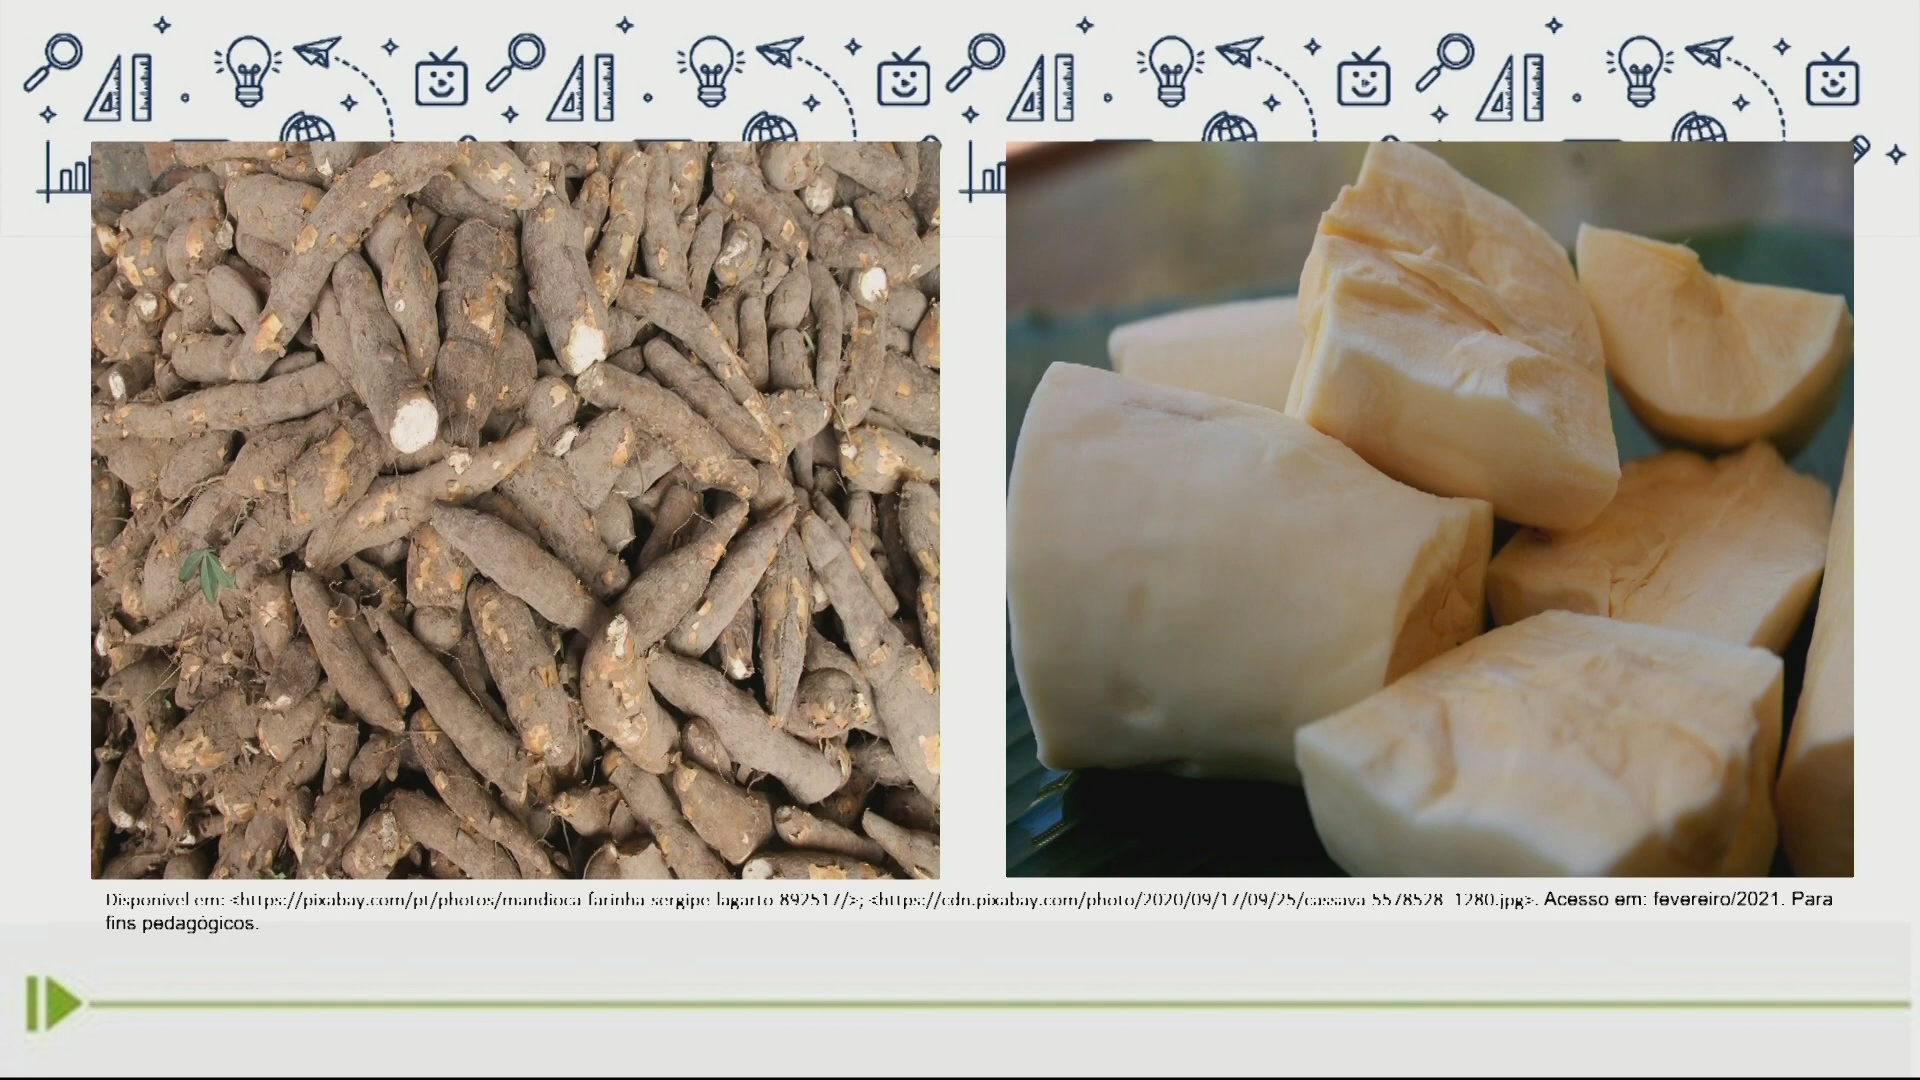 Disponível em: <https://pixabay.com/pt/photos/mandioca-farinha-sergipe-lagarto-892517/>; <https://cdn.pixabay.com/photo/2020/09/17/09/25/cassava-5578528_1280.jpg>. Acesso em: fevereiro/2021. Para
fins pedagógicos.